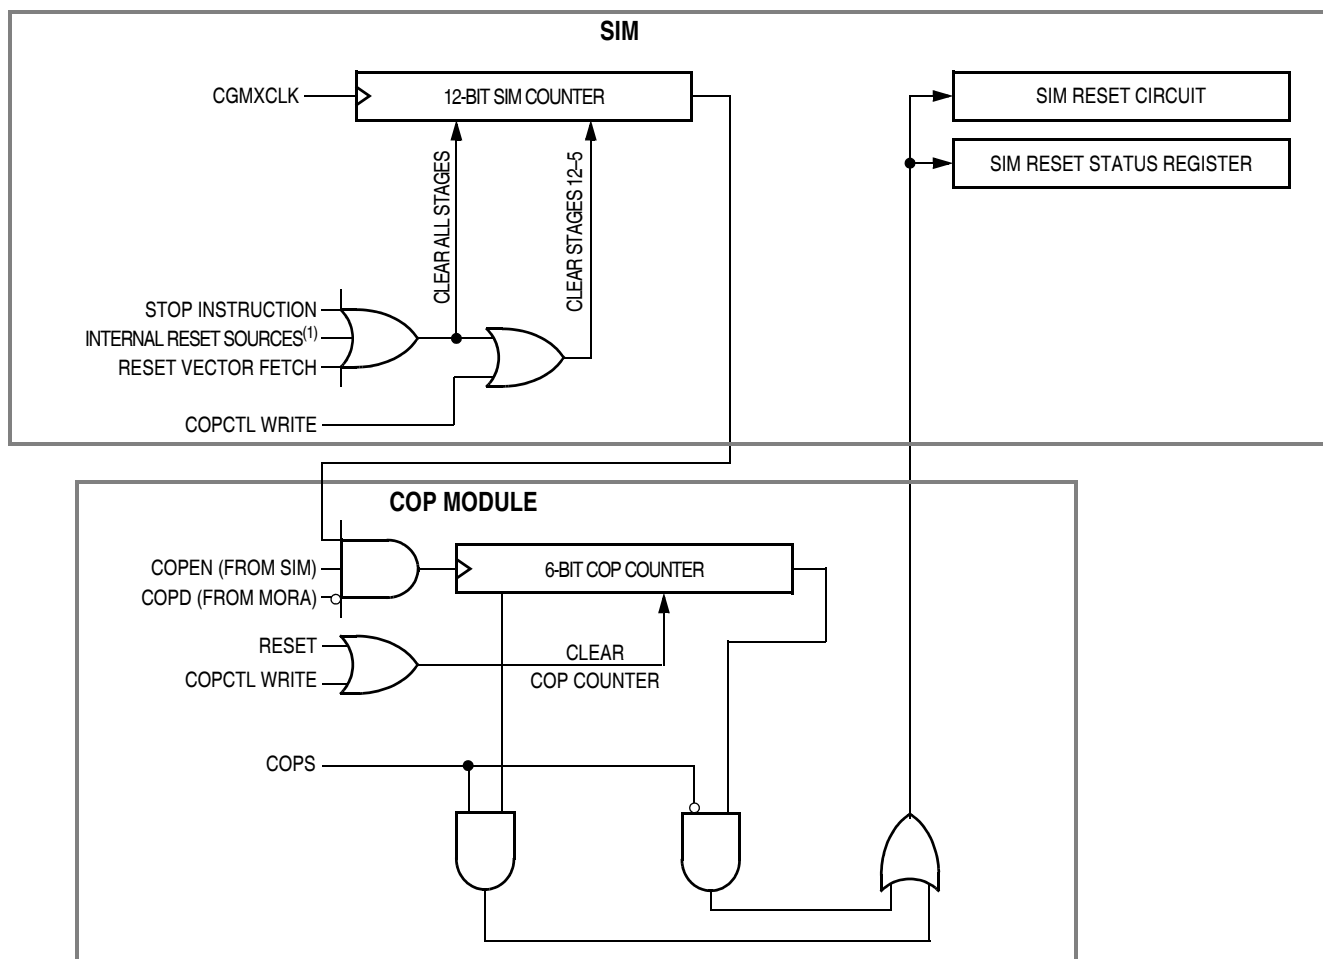 SIM
CGMXCLK
12-BIT SIM COUNTER
SIM RESET CIRCUIT
SIM RESET STATUS REGISTER
CLEAR ALL STAGES
CLEAR STAGES 12–5
STOP INSTRUCTION
INTERNAL RESET SOURCES(1)
RESET VECTOR FETCH
COPCTL WRITE
COP MODULE
COPEN (FROM SIM)
COPD (FROM MORA)
6-BIT COP COUNTER
RESET
COPCTL WRITE
CLEAR
COP COUNTER
COPS